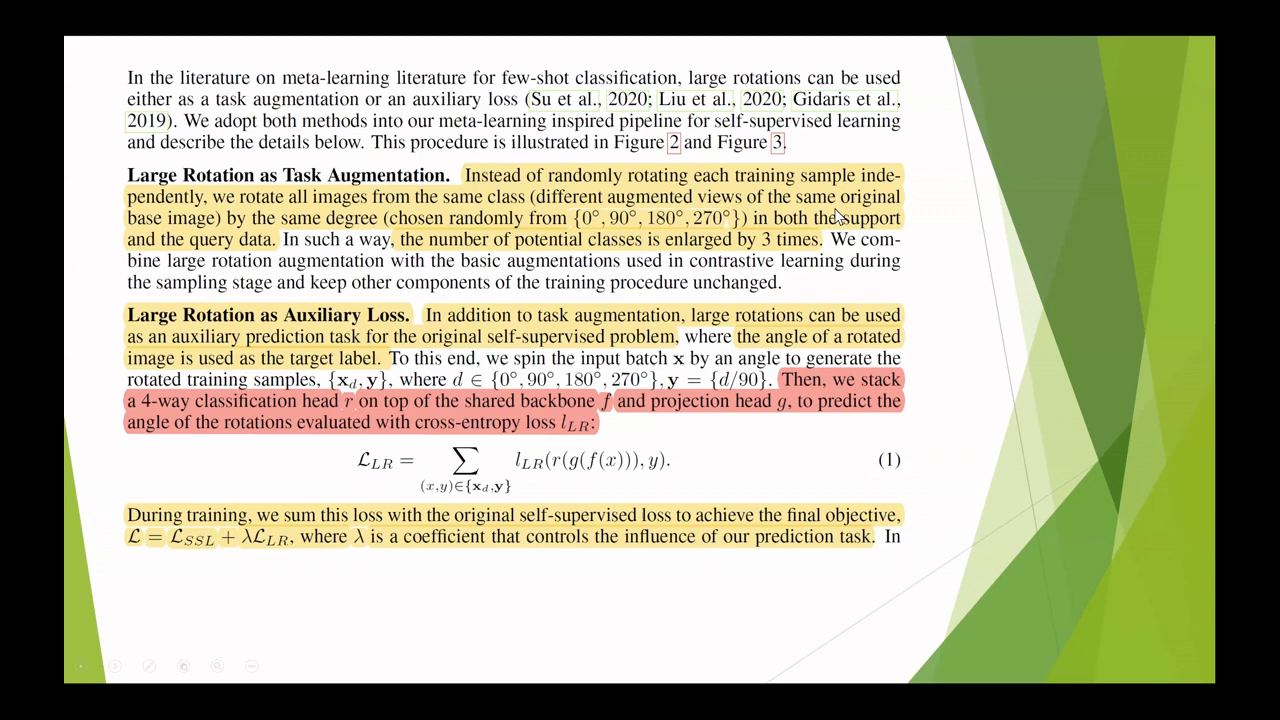 In the literature on meta-learning literature for few-shot classification, large rotations can be used
either as a task augmentation or an auxiliary loss (Su et al., 2020; Liu et al., 2020; Gidaris et al.,
2019). We adopt both methods into our meta-learning inspired pipeline for self-supervised learning
and describe the details below. This procedure is illustrated in Figure 2 and Figure 3.
Large Rotation as Task Augmentation. Instead of randomly rotating each training sample inde-
pendently, we rotate all images from the same class (different augmented views of the same original
base image) by the same degree (chosen randomly from {0°, 90°, 180°, 270°}) in both the support
and the query data. In such a way, the number of potential classes is enlarged by 3 times. We com-
bine large rotation augmentation with the basic augmentations used in contrastive learning during
the sampling stage and keep other components of the training procedure unchanged.
Large Rotation as Auxiliary Loss. In addition to task augmentation, large rotations can be used
as an auxiliary prediction task for the original self-supervised problem, where the angle of a rotated
image is used as the target label. To this end, we spin the input batch x by an angle to generate the
rotated training samples, {x_d, y}, where d ∈ {0°, 90°, 180°, 270°}, y = {d/90}. Then, we stack
a 4-way classification head r on top of the shared backbone f and projection head g, to predict the
angle of the rotations evaluated with cross-entropy loss l_LR:
L_LR = ∑_{(x,y)∈{x_d,y}} l_LR(r(g(f(x))), y). (1)
During training, we sum this loss with the original self-supervised loss to achieve the final objective,
L = L_SSL + λL_LR, where λ is a coefficient that controls the influence of our prediction task. In